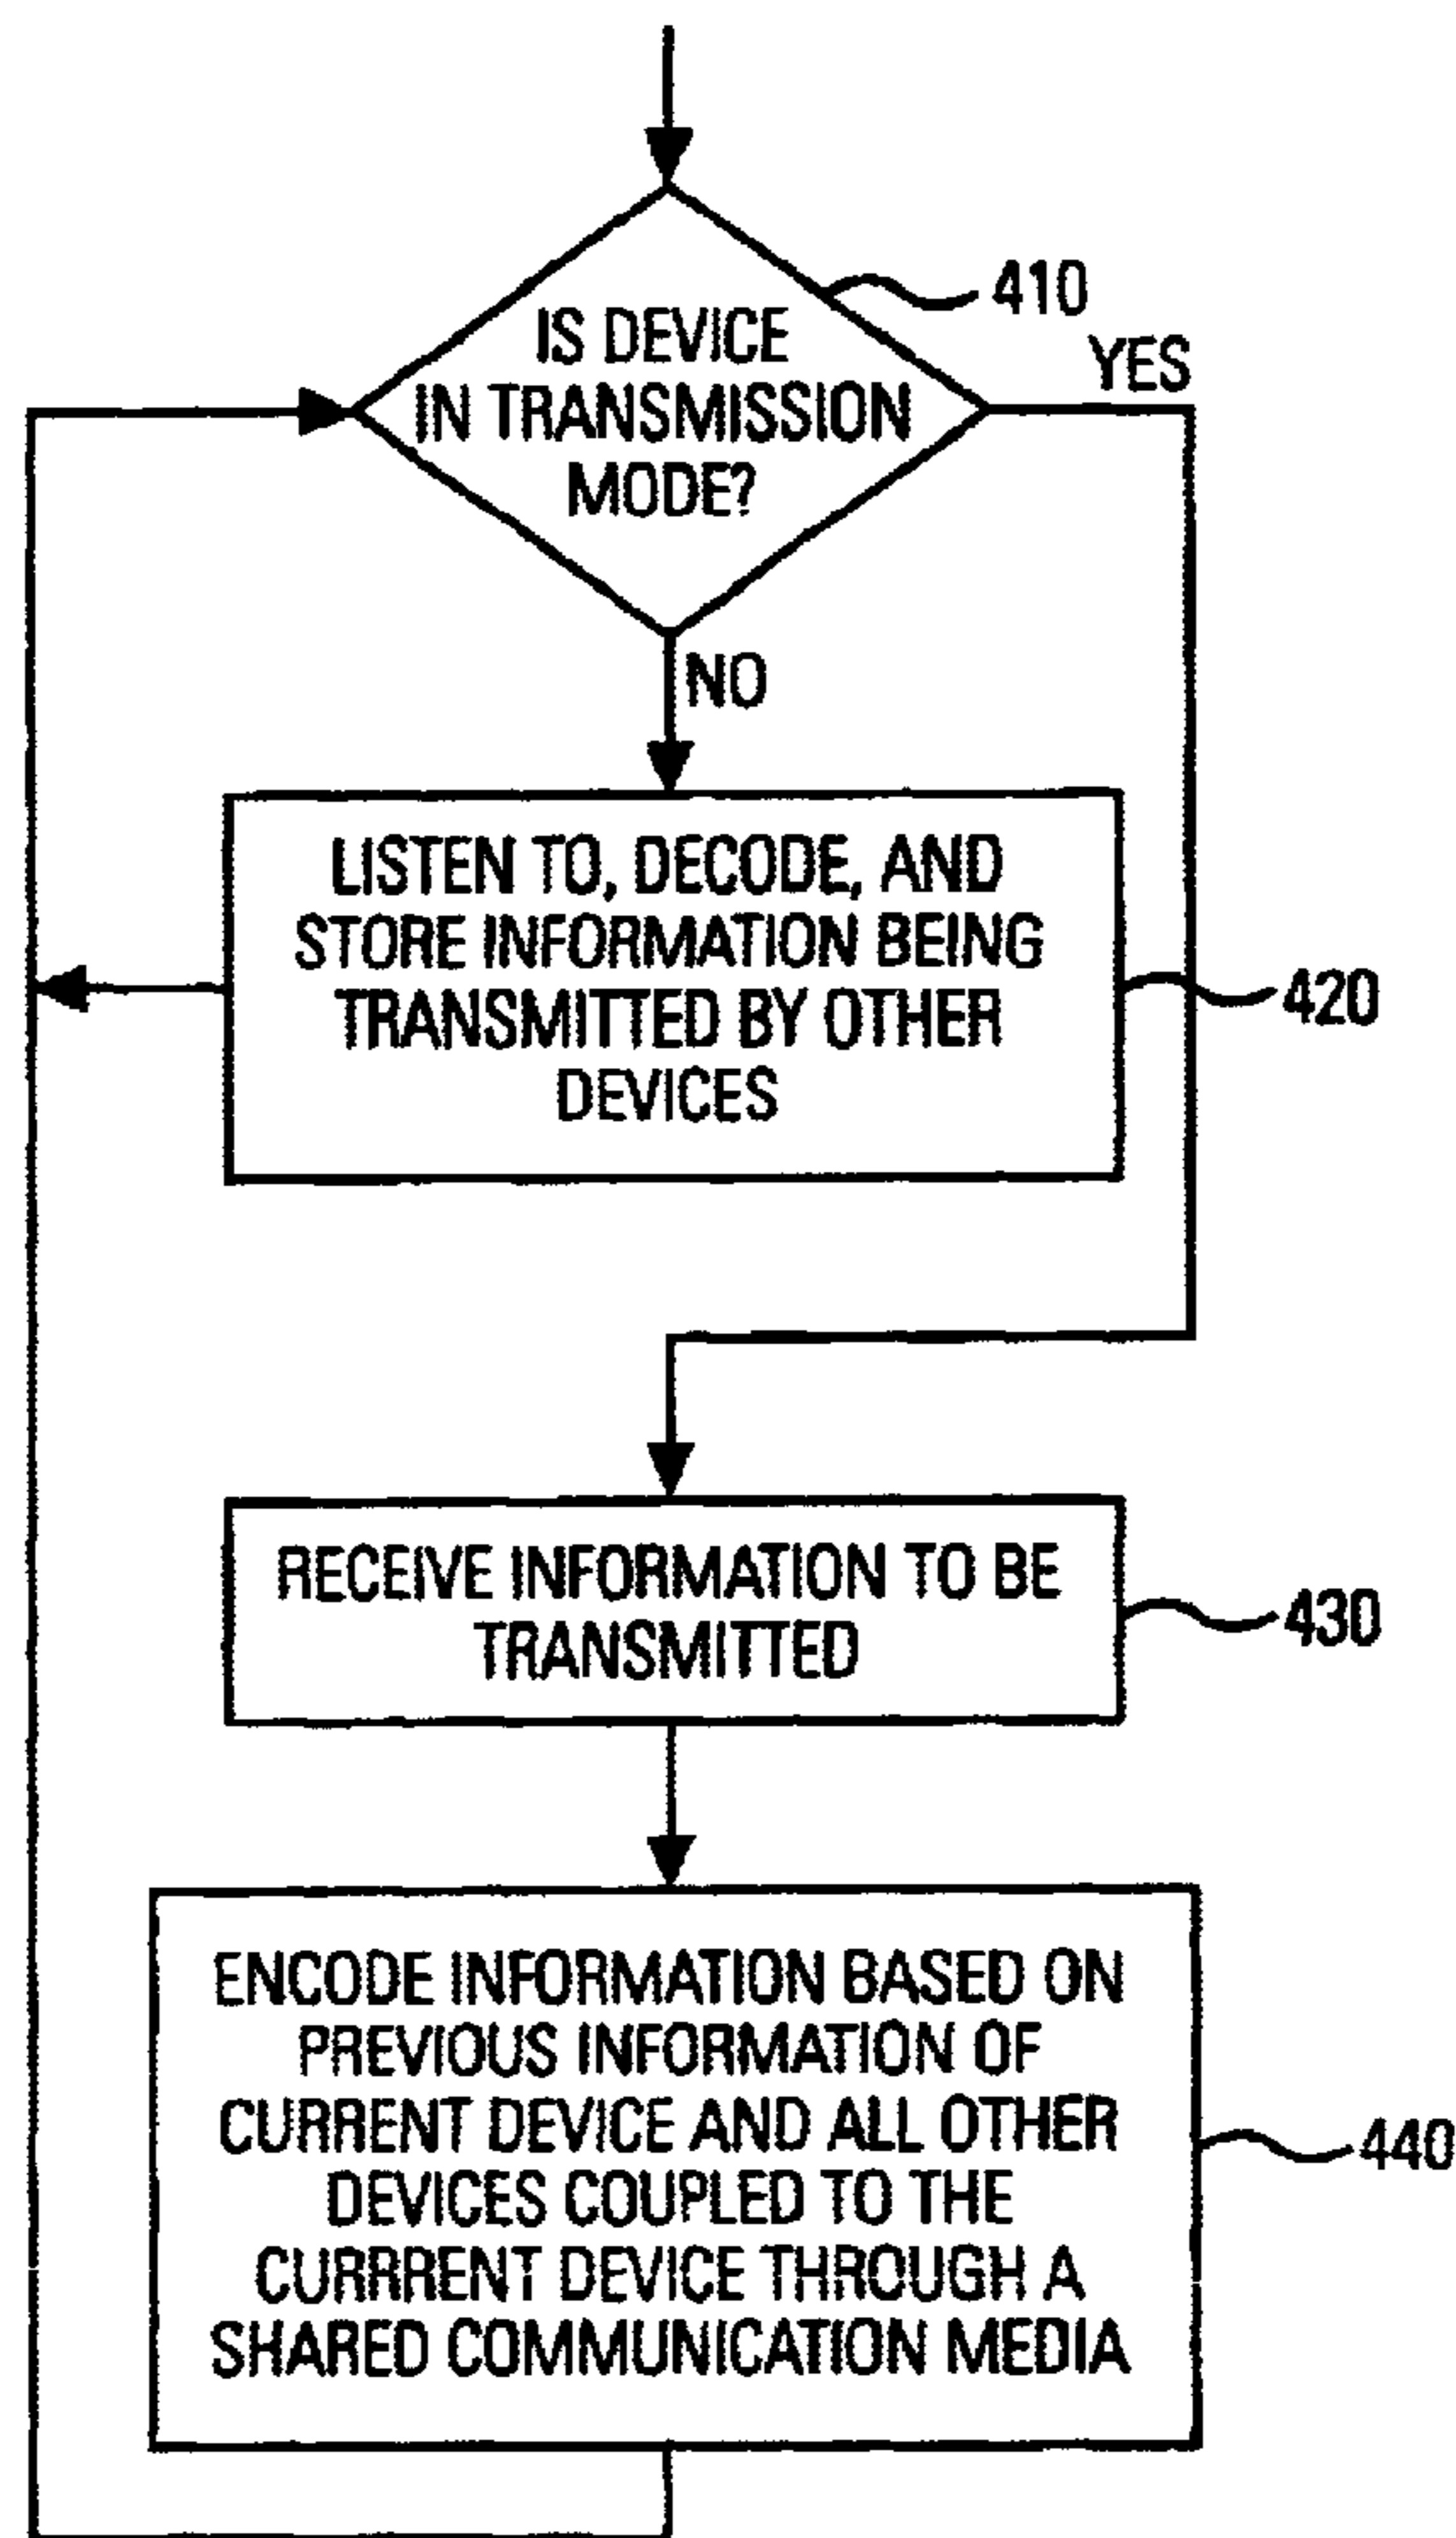 IS DEVICE
IN TRANSMISSION
MODE?
410
YES
NO
LISTEN TO, DECODE, AND
STORE INFORMATION BEING
TRANSMITTED BY OTHER
DEVICES
420
RECEIVE INFORMATION TO BE
TRANSMITTED
430
ENCODE INFORMATION BASED ON
PREVIOUS INFORMATION OF
CURRENT DEVICE AND ALL OTHER
DEVICES COUPLED TO THE
CURRRENT DEVICE THROUGH A
SHARED COMMUNICATION MEDIA
440